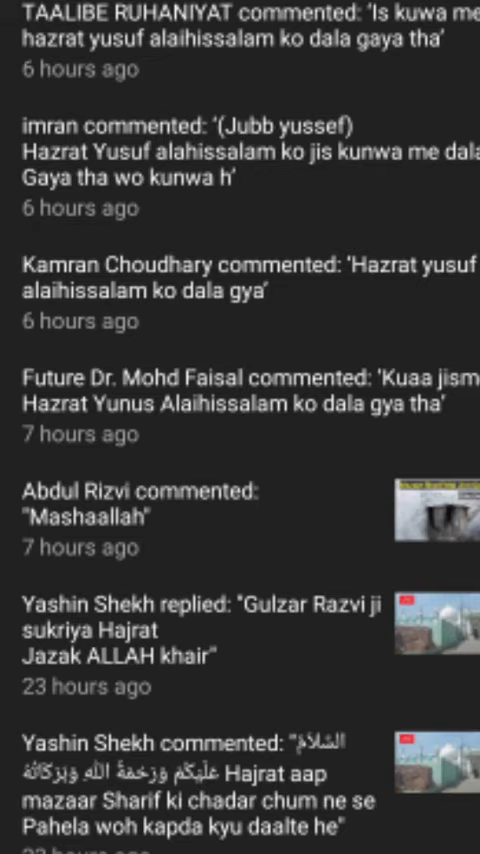 TAALIBE RUHANIYAT commented: 'Is kuwa me
hazrat yusuf alaihissalam ko dala gaya tha'
6 hours ago
imran commented: '(Jubb yussef)
Hazrat Yusuf alahissalam ko jis kunwa me dala
Gaya tha wo kunwa h'
6 hours ago
Kamran Choudhary commented: 'Hazrat yusuf
alaihissalam ko dala gya'
6 hours ago
Future Dr. Mohd Faisal commented: 'Kuaa jism
Hazrat Yunus Alaihissalam ko dala gya tha'
7 hours ago
Abdul Rizvi commented:
"Mashaallah"
7 hours ago
Yashin Shekh replied: "Gulzar Razvi ji
sukriya Hajrat
Jazak ALLAH khair"
23 hours ago
Yashin Shekh commented: "السَّلَامُ
عَلَيْكُمْ وَرَحْمَةُ اللهِ وَبَرَكَاتُهُ Hajrat aap
mazaar Sharif ki chadar chum ne se
Pahela woh kapda kyu daalte he"
23 hours ago